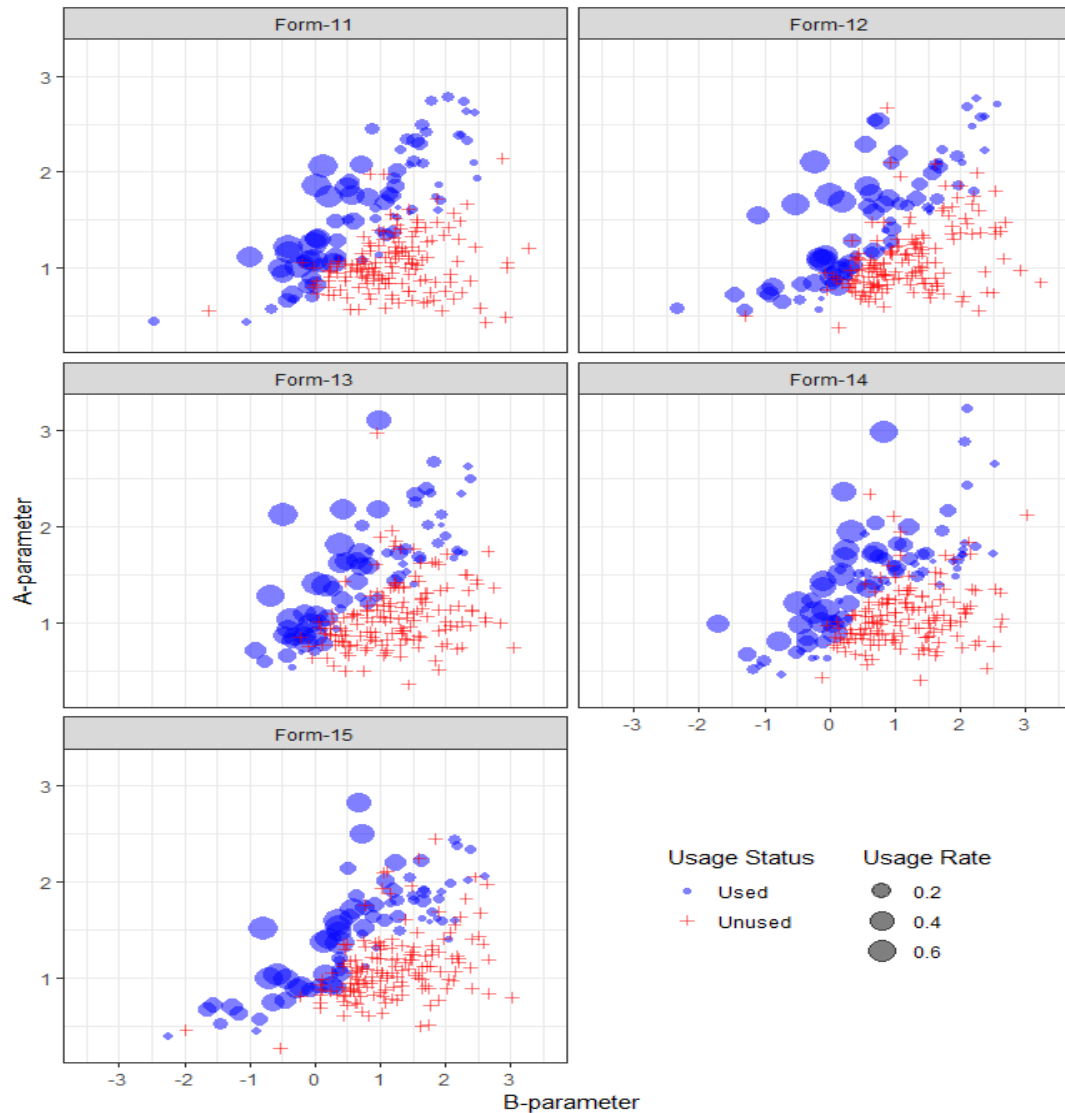 Form-11
Form-12
3
2
1
Form-13
Form-14
3
2
1
-3 -2 -1 0 1 2 3
Form-15
3
2
1
-3 -2 -1 0 1 2 3
A-parameter
B-parameter
Usage Status
Used
Unused
Usage Rate
0.2
0.4
0.6